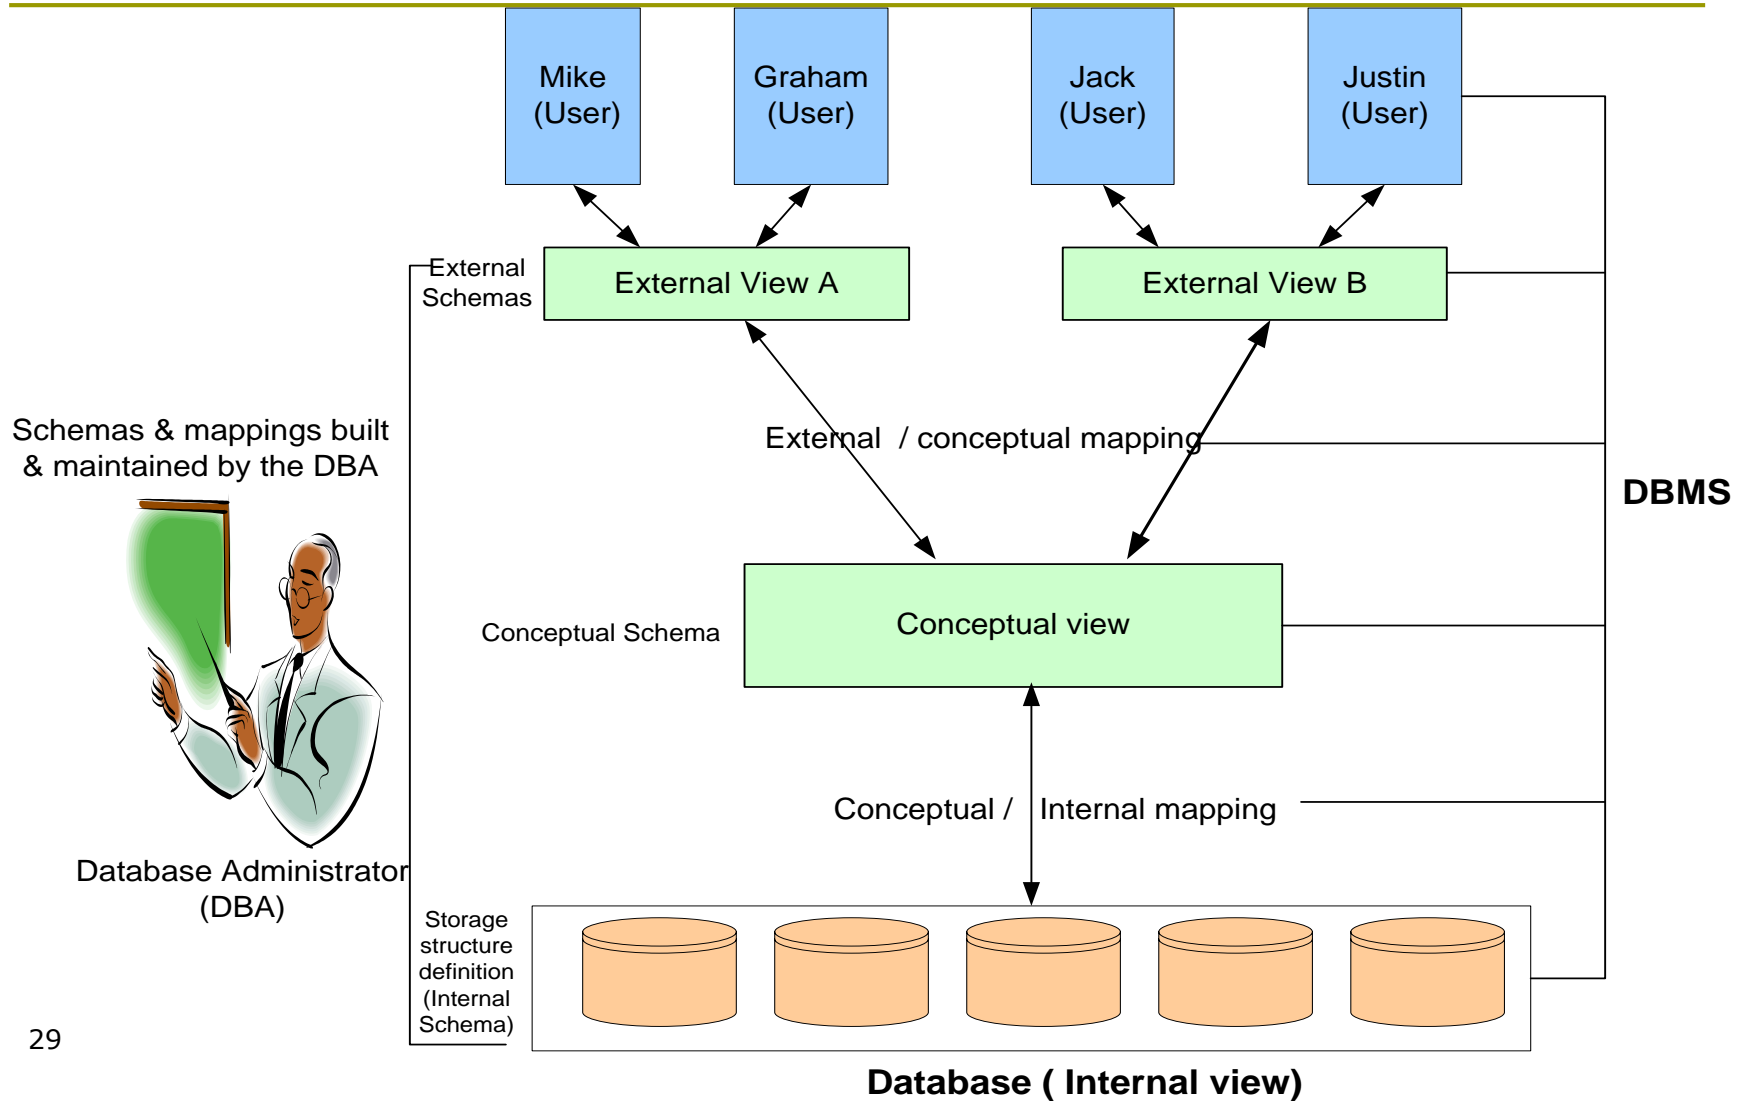 Mike
(User)
Graham
(User)
Jack
(User)
Justin
(User)
External
Schemas
External View A
External View B
Schemas & mappings built
& maintained by the DBA
External / conceptual mapping
DBMS
Conceptual Schema
Conceptual view
Conceptual / Internal mapping
Database Administrator
(DBA)
Storage
structure
definition
(Internal
Schema)
29
Database ( Internal view)